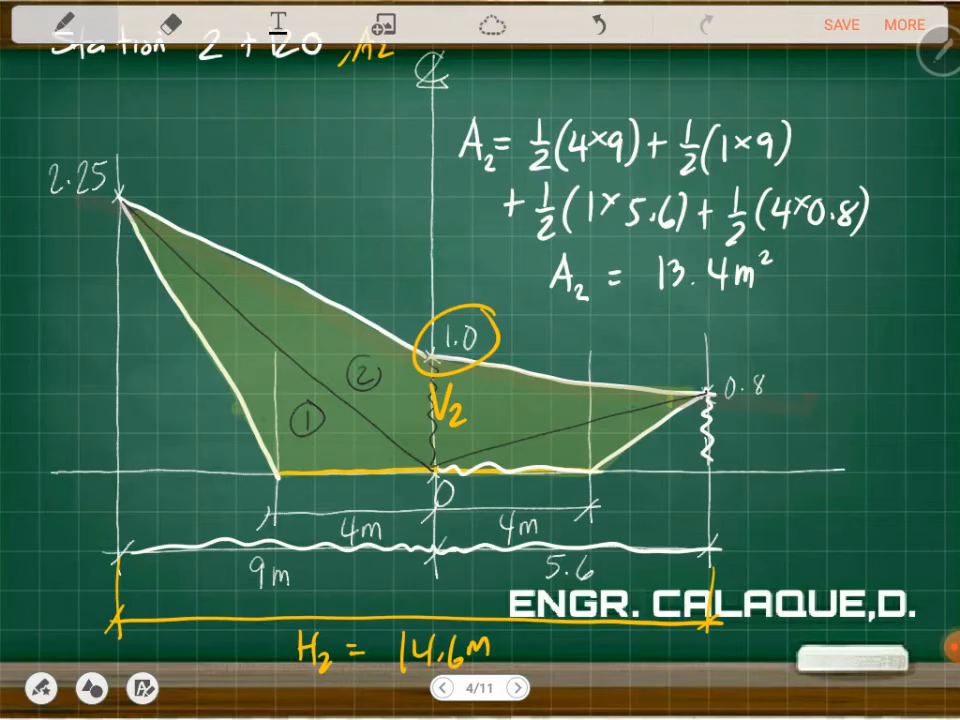 SAVE MORE
Station 2 + 120, A2
℄
A₂ = ½(4×9) + ½(1×9)
+ ½(1×5.6) + ½(4×0.8)
A₂ = 13.4m²
2.25
1.0
②
0.8
V₂
①
0
4m 4m
9m 5.6
ENGR. CALAQUE,D.
H₂ = 14.6m
4/11